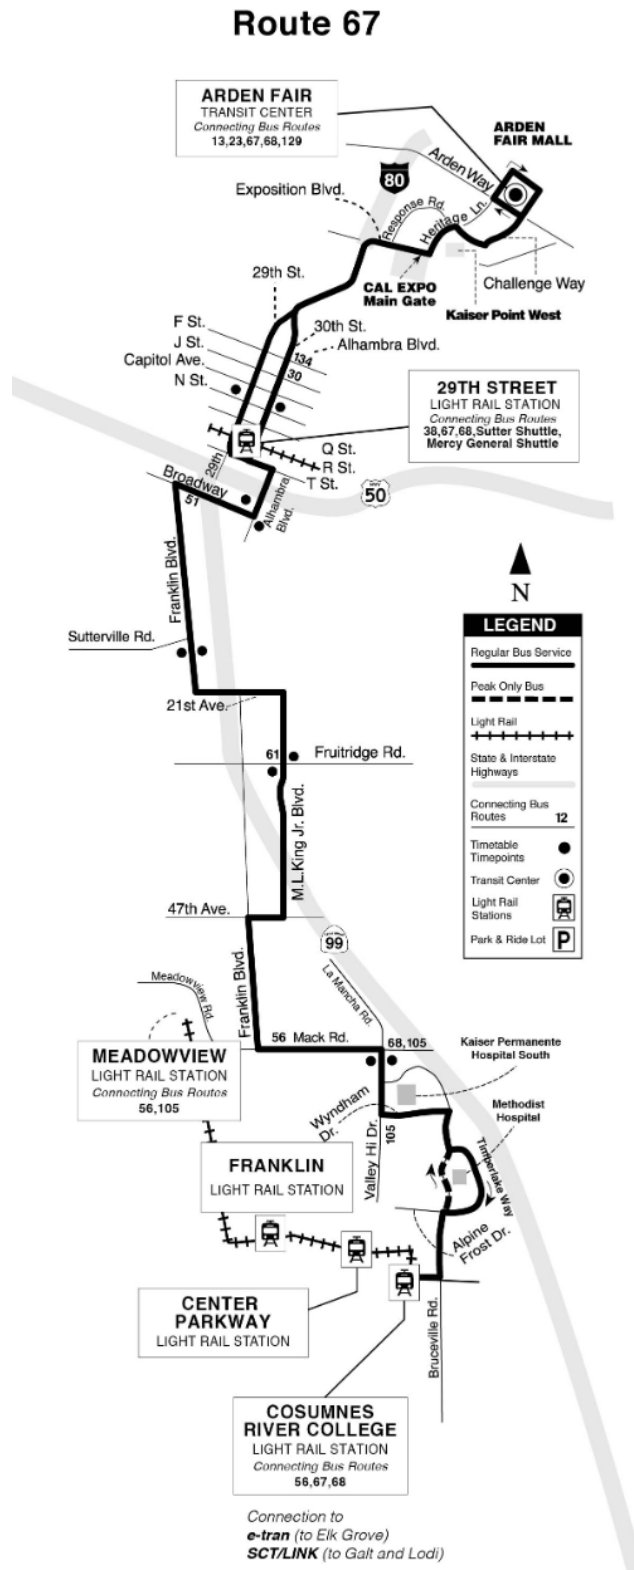 Route 67
ARDEN FAIR
TRANSIT CENTER
Connecting Bus Routes
13,23,67,68,129
ARDEN
FAIR MALL
Arden Way
80
Exposition Blvd.
Response Rd.
Heritage Ln.
29th St.
CAL EXPO
Main Gate
Challenge Way
Kaiser Point West
F St.
30th St.
J St.
Alhambra Blvd.
Capitol Ave.
134
30
N St.
29TH STREET
LIGHT RAIL STATION
Connecting Bus Routes
38,67,68,Sutter Shuttle,
Mercy General Shuttle
Q St.
R St.
T St.
29th
Broadway
51
Alhambra
Blvd.
50
Franklin Blvd.
N
LEGEND
Regular Bus Service
Peak Only Bus
Light Rail
State & Interstate
Highways
Connecting Bus
Routes 12
Timetable
Timepoints
Transit Center
Light Rail
Stations
Park & Ride Lot P
Sutterville Rd.
21st Ave.
61
Fruitridge Rd.
M.L.King Jr. Blvd.
47th Ave.
99
Franklin Blvd.
La Mancha Rd.
Meadowview
Rd.
56 Mack Rd.
68,105
Kaiser Permanente
Hospital South
MEADOWVIEW
LIGHT RAIL STATION
Connecting Bus Routes
56,105
Wyndham
Dr.
Valley Hi Dr.
105
Methodist
Hospital
Timberlake Way
FRANKLIN
LIGHT RAIL STATION
Alpine
Frost Dr.
CENTER
PARKWAY
LIGHT RAIL STATION
Bruceville Rd.
COSUMNES
RIVER COLLEGE
LIGHT RAIL STATION
Connecting Bus Routes
56,67,68
Connection to
e-tran (to Elk Grove)
SCT/LINK (to Galt and Lodi)